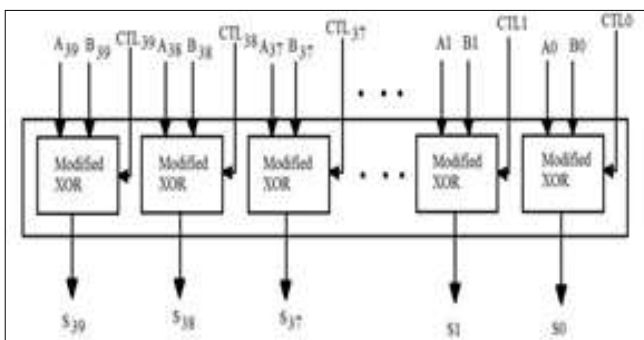 A39 B39 CTL39 A38 B38 CTL38 A37 B37 CTL37 A1 B1 CTL1 A0 B0 CTL0
Modified XOR
Modified XOR
Modified XOR
Modified XOR
Modified XOR
S39 S38 S37 S1 S0